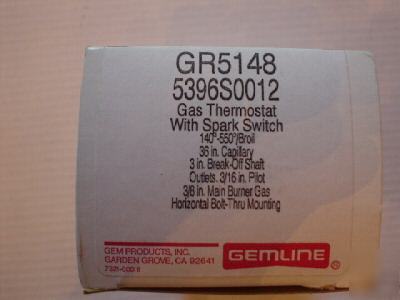 GR5148
5396S0012
Gas Thermostat
With Spark Switch
140°-550°/Broil
36 in. Capillary
3 in. Break-Off Shaft
Outlets. 3/16 in. Pilot
3/8 in. Main Burner Gas
Horizontal Bolt-Thru Mounting
GEM PRODUCTS, INC.
GARDEN GROVE, CA 92641
GEMLINE ®